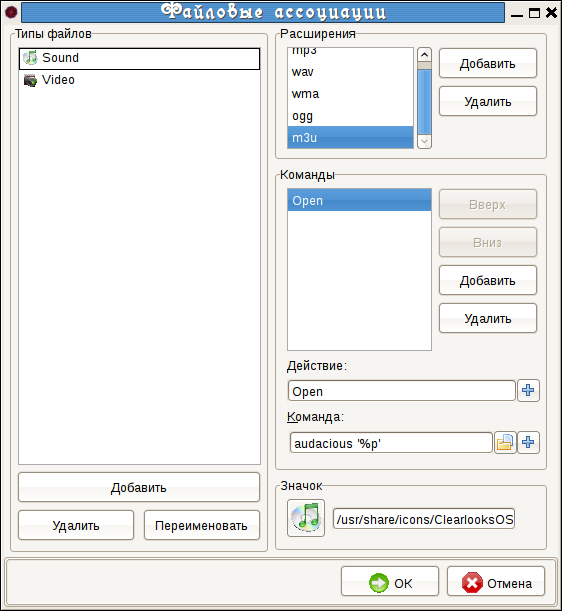 Файловые ассоциации
Типы файлов
Sound
Video
Добавить
Удалить
Переименовать
Расширения
mp3
wav
wma
ogg
m3u
Добавить
Удалить
Команды
Open
Вверх
Вниз
Добавить
Удалить
Действие:
Open
Команда:
audacious '%p'
Значок
/usr/share/icons/ClearlooksOS
OK
Отмена